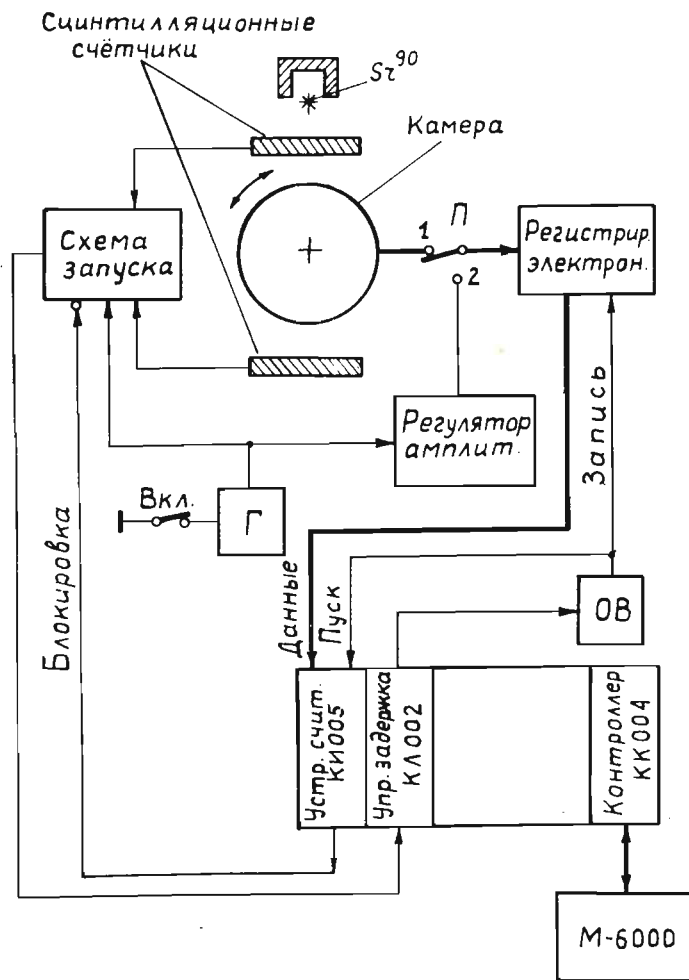 Сцинтилляционные
счётчики
Sr⁹⁰
Камера
Схема
запуска
1
П
2
Регистрир.
электрон.
Регулятор
амплит.
Запись
Вкл.
Г
Блокировка
Данные
Пуск
ОВ
Устр. счит.
КИ005
Упр. задержка
КЛ002
Контроллер
КК004
М-6000